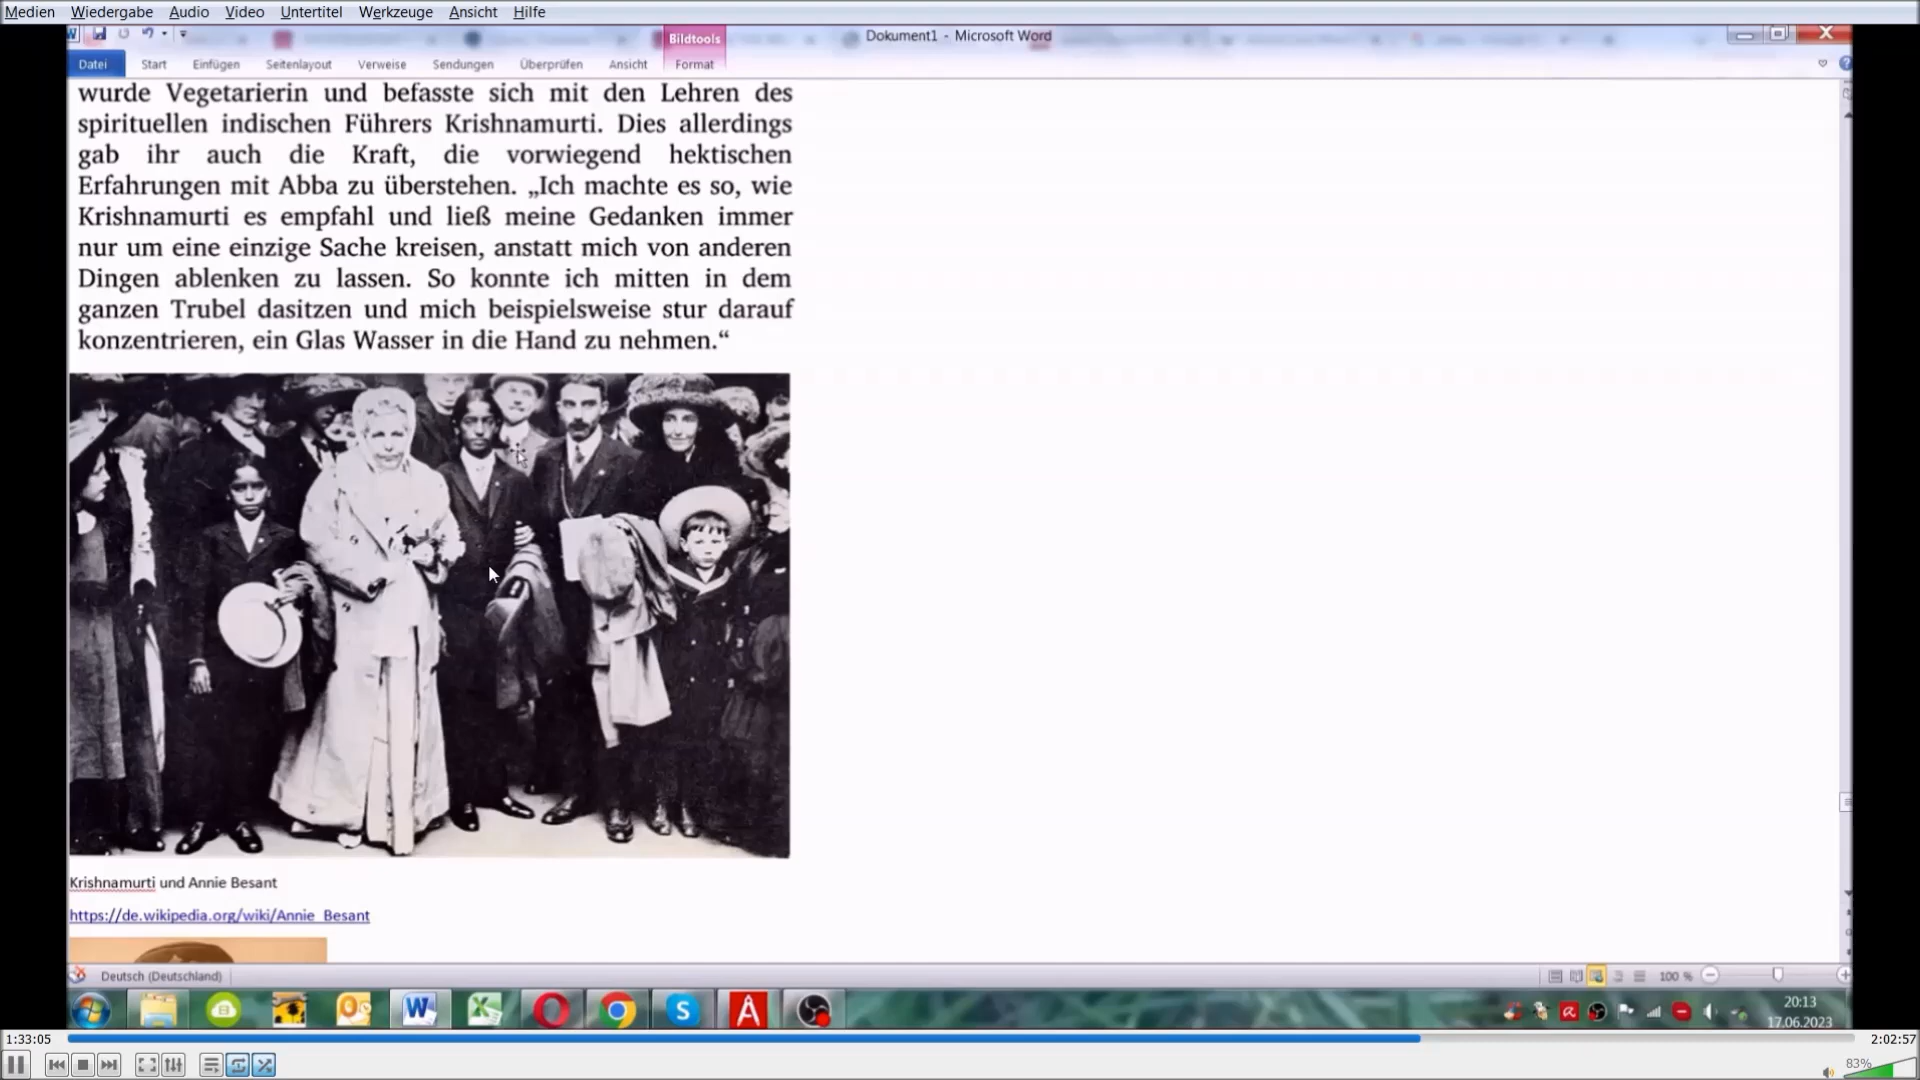 Medien Wiedergabe Audio Video Untertitel Werkzeuge Ansicht Hilfe
Dokument1 - Microsoft Word
Bildtools
Datei Start Einfügen Seitenlayout Verweise Sendungen Überprüfen Ansicht Format
wurde Vegetarierin und befasste sich mit den Lehren des
spirituellen indischen Führers Krishnamurti. Dies allerdings
gab ihr auch die Kraft, die vorwiegend hektischen
Erfahrungen mit Abba zu überstehen. „Ich machte es so, wie
Krishnamurti es empfahl und ließ meine Gedanken immer
nur um eine einzige Sache kreisen, anstatt mich von anderen
Dingen ablenken zu lassen. So konnte ich mitten in dem
ganzen Trubel dasitzen und mich beispielsweise stur darauf
konzentrieren, ein Glas Wasser in die Hand zu nehmen.“
Krishnamurti und Annie Besant
https://de.wikipedia.org/wiki/Annie_Besant
Deutsch (Deutschland)
100 %
20:13
17.06.2023
1:33:05
2:02:57
83%